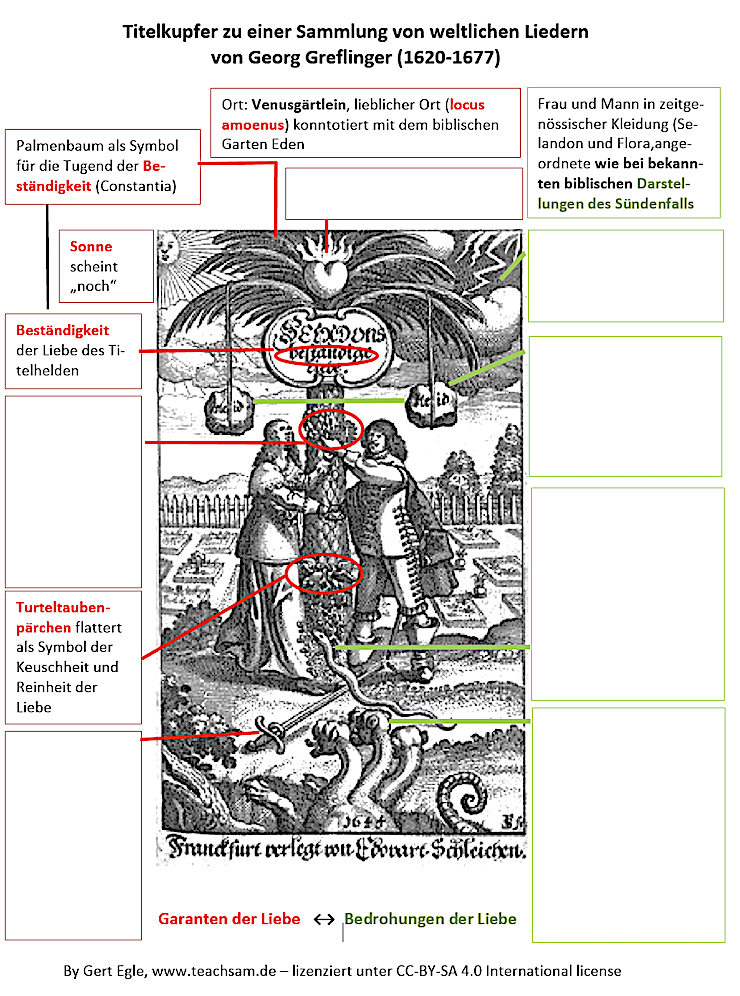 Titelkupfer zu einer Sammlung von weltlichen Liedern
von Georg Greflinger (1620-1677)
Ort: Venusgärtlein, lieblicher Ort (locus
amoenus) konntotiert mit dem biblischen
Garten Eden
Frau und Mann in zeitge-
nössischer Kleidung (Se-
landon und Flora,ange-
ordnete wie bei bekann-
ten biblischen Darstel-
lungen des Sündenfalls
Palmenbaum als Symbol
für die Tugend der Be-
ständigkeit (Constantia)
Sonne
scheint
„noch“
Beständigkeit
der Liebe des Ti-
telhelden
beständige
Neid
Neid
Turteltauben-
pärchen flattert
als Symbol der
Keuschheit und
Reinheit der
Liebe
1644
Franckfurt verlegt von Edouart Schleichen.
Garanten der Liebe ↔ Bedrohungen der Liebe
By Gert Egle, www.teachsam.de – lizenziert unter CC-BY-SA 4.0 International license